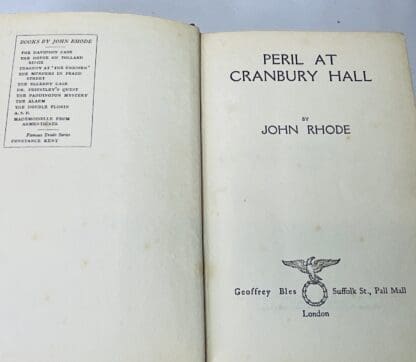 BOOKS BY JOHN RHODE
THE DAVIDSON CASE
THE HOUSE ON TOLLARD
RIDGE
TRAGEDY AT "THE UNICORN"
THE MURDERS IN PRAED
STREET
THE ELLERBY CASE
DR. PRIESTLEY'S QUEST
THE PADDINGTON MYSTERY
THE ALARM
THE DOUBLE FLORIN
A.S.F.
MADEMOISELLE FROM
ARMENTIERES
Famous Trials Series
CONSTANCE KENT
PERIL AT
CRANBURY HALL
BY
JOHN RHODE
Geoffrey Bles Suffolk St., Pall Mall
London